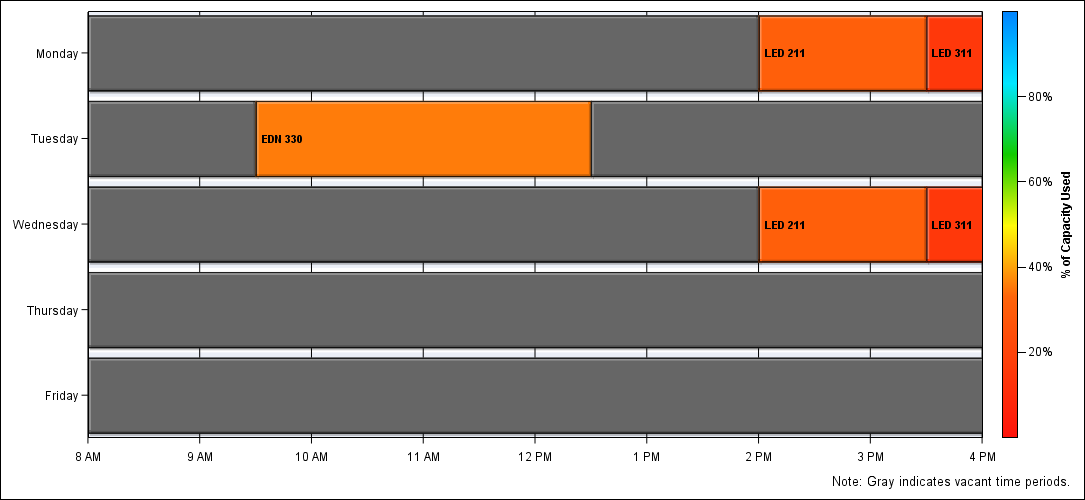 Monday
LED 211
LED 311
Tuesday
EDN 330
Wednesday
LED 211
LED 311
Thursday
Friday
8 AM
9 AM
10 AM
11 AM
12 PM
1 PM
2 PM
3 PM
4 PM
80%
60%
40%
20%
% of Capacity Used
Note: Gray indicates vacant time periods.